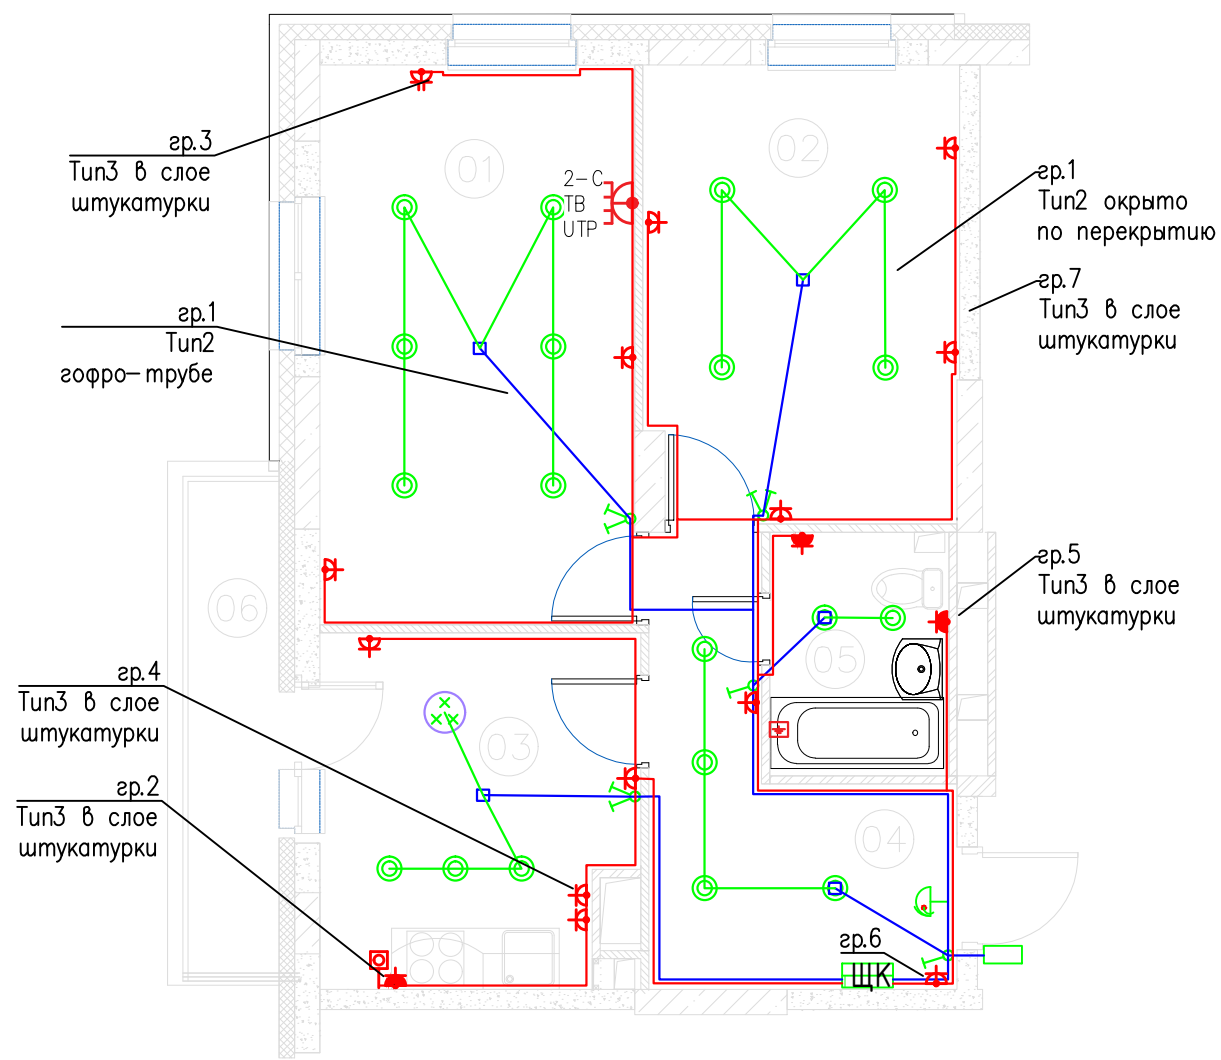 гр.3
Тип3 в слое
штукатурки
01
02
2-С
ТВ
UTP
гр.1
Тип2 окрыто
по перекрытию
гр.7
Тип3 в слое
штукатурки
гр.1
Тип2
гофро-трубе
гр.5
Тип3 в слое
штукатурки
06
05
гр.4
Тип3 в слое
штукатурки
03
гр.2
Тип3 в слое
штукатурки
04
гр.6
ЩК